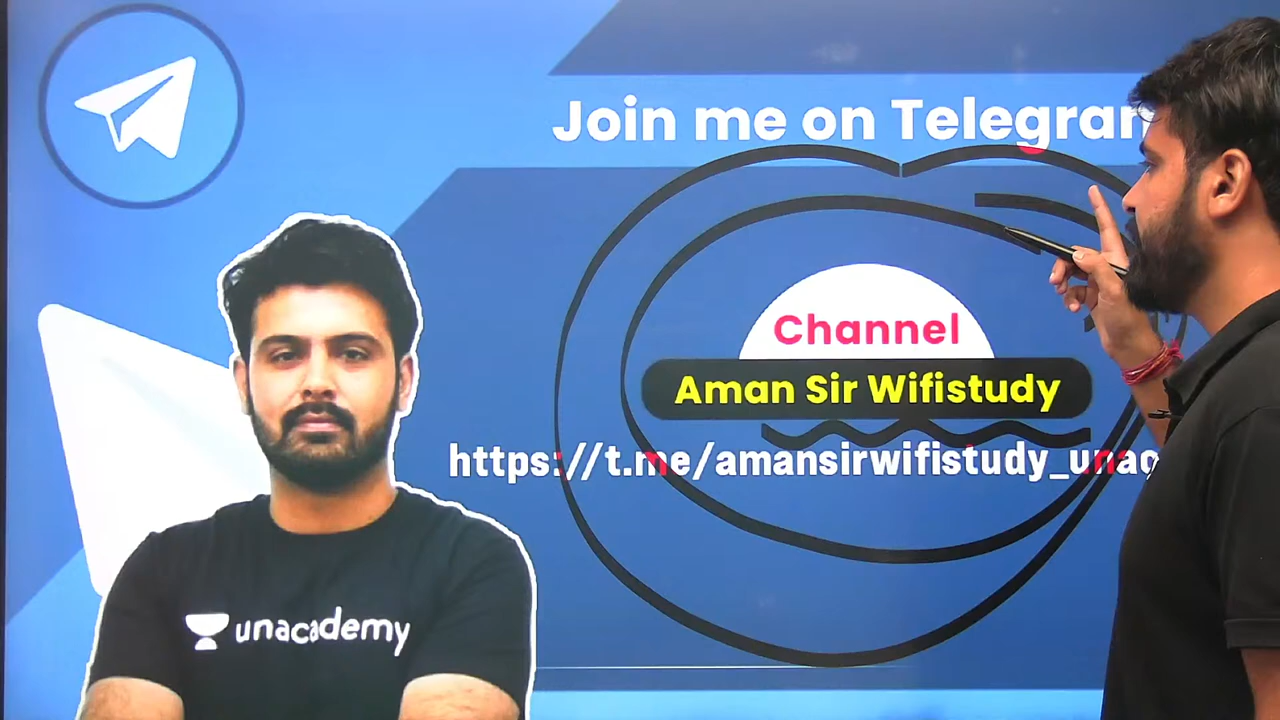 Join me on Telegram
Channel
Aman Sir Wifistudy
https://t.me/amansirwifistudy_unac
unacademy